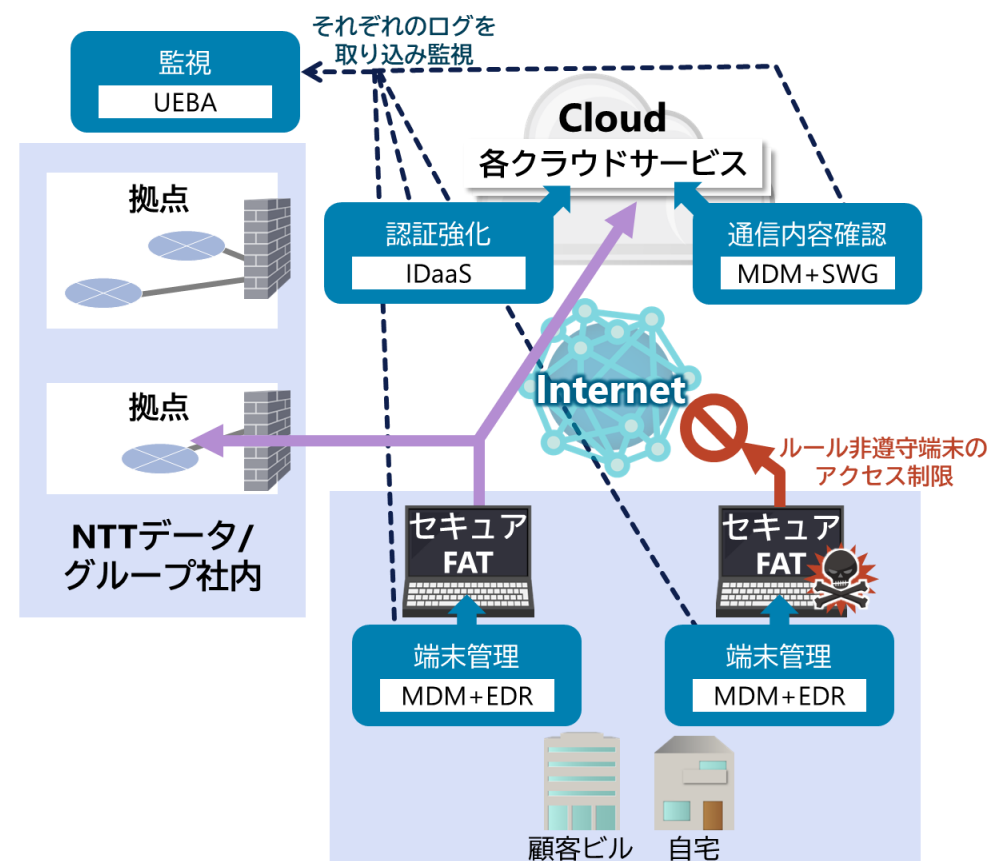 それぞれのログを
取り込み監視
監視
UEBA
Cloud
各クラウドサービス
拠点
認証強化
IDaaS
通信内容確認
MDM+SWG
Internet
拠点
ルール非遵守端末の
アクセス制限
NTTデータ/
グループ社内
セキュア
FAT
セキュア
FAT
端末管理
MDM+EDR
端末管理
MDM+EDR
顧客ビル
自宅